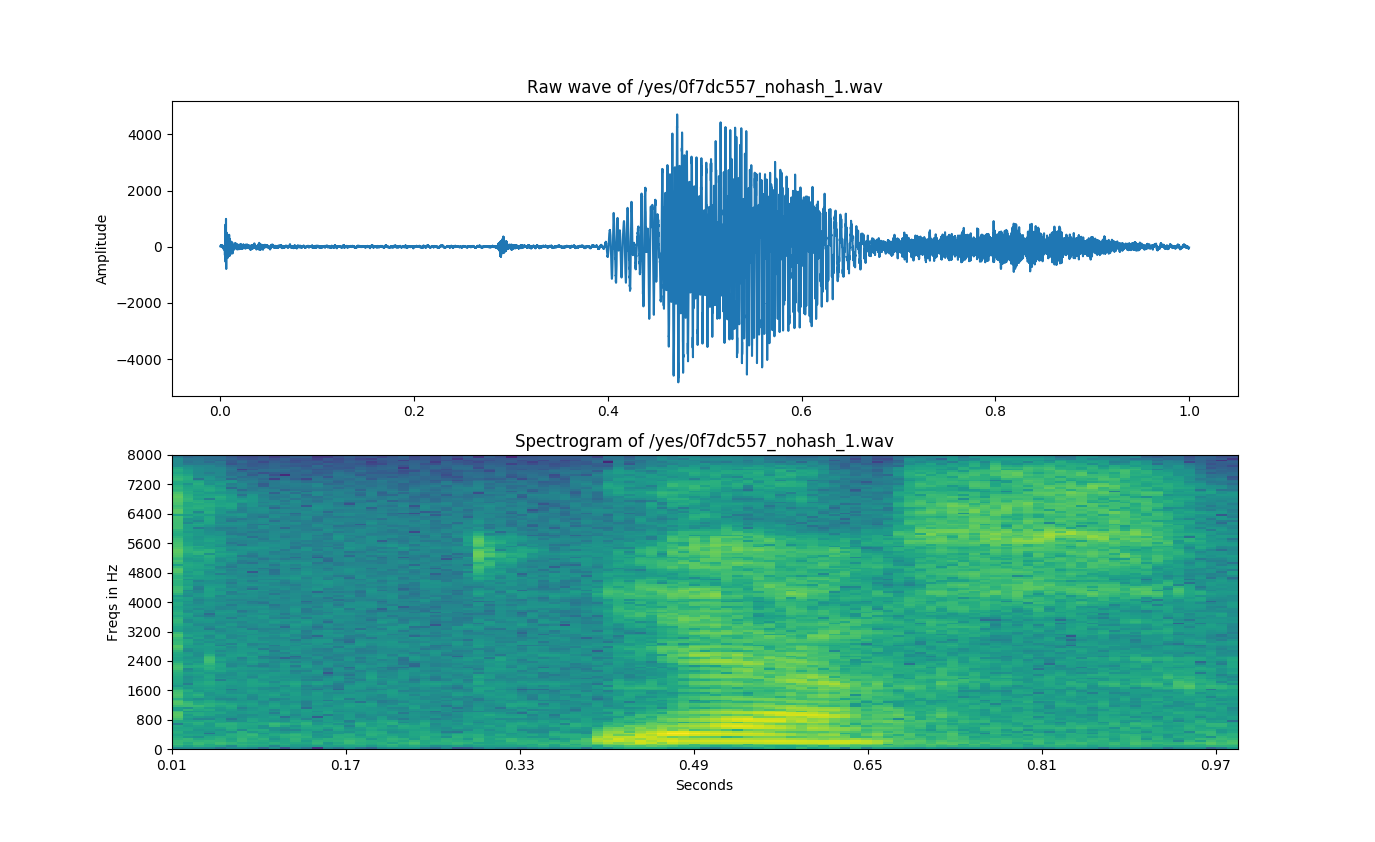 Raw wave of /yes/0f7dc557_nohash_1.wav
Amplitude
4000
2000
0
−2000
−4000
0.0 0.2 0.4 0.6 0.8 1.0
Spectrogram of /yes/0f7dc557_nohash_1.wav
Freqs in Hz
8000
7200
6400
5600
4800
4000
3200
2400
1600
800
0
0.01 0.17 0.33 0.49 0.65 0.81 0.97
Seconds